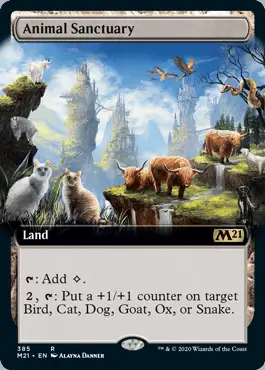 Animal Sanctuary
Land
M21
: Add .
2, : Put a +1/+1 counter on target
Bird, Cat, Dog, Goat, Ox, or Snake.
385 R
M21 • EN ALAYNA DANNER
™ & © 2020 Wizards of the Coast